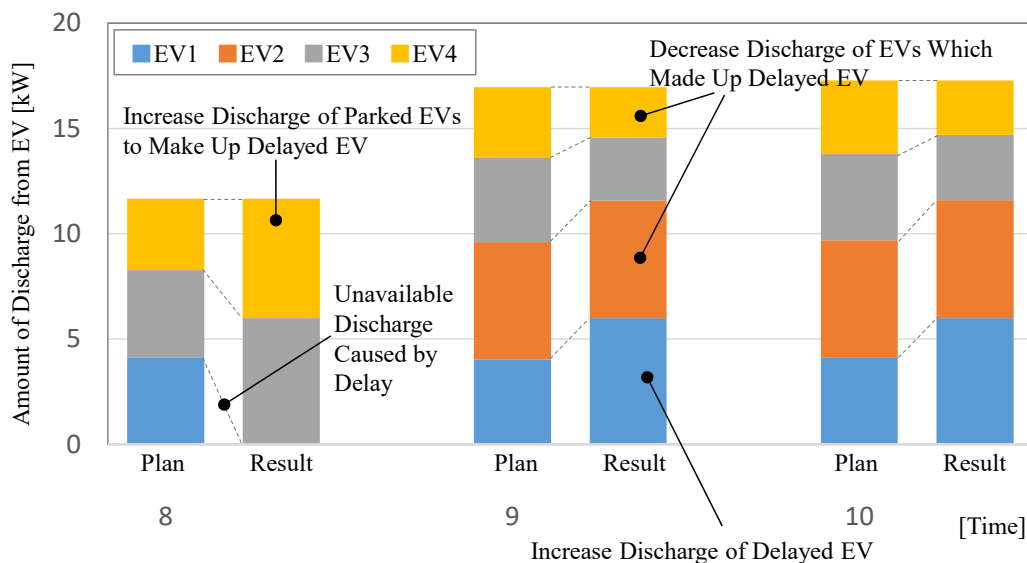 20
15
10
5
0
Amount of Discharge from EV [kW]
EV1 EV2 EV3 EV4
Increase Discharge of Parked EVs
to Make Up Delayed EV
Decrease Discharge of EVs Which
Made Up Delayed EV
Unavailable
Discharge
Caused by
Delay
Plan Result Plan Result Plan Result
8 9 10 [Time]
Increase Discharge of Delayed EV